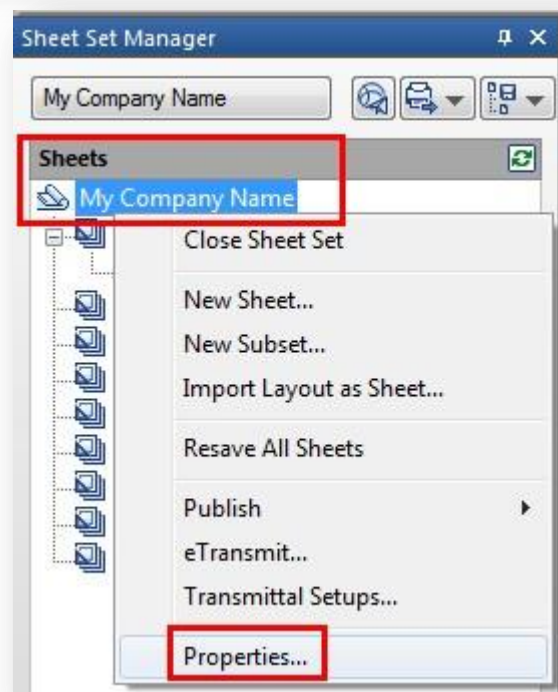 Sheet Set Manager
My Company Name
Sheets
My Company Name
Close Sheet Set
New Sheet...
New Subset...
Import Layout as Sheet...
Resave All Sheets
Publish
eTransmit...
Transmittal Setups...
Properties...